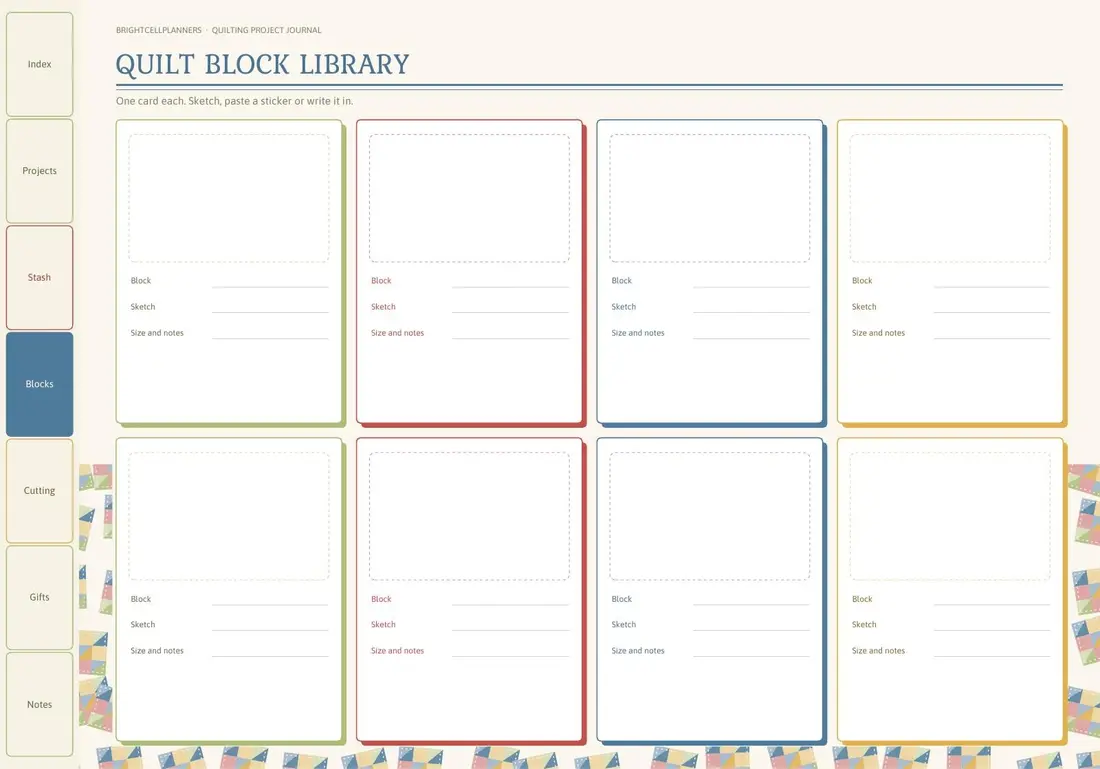 BRIGHTCELLPLANNERS · QUILTING PROJECT JOURNAL
QUILT BLOCK LIBRARY
One card each. Sketch, paste a sticker or write it in.
Index
Projects
Stash
Blocks
Cutting
Gifts
Notes
Block
Sketch
Size and notes
Block
Sketch
Size and notes
Block
Sketch
Size and notes
Block
Sketch
Size and notes
Block
Sketch
Size and notes
Block
Sketch
Size and notes
Block
Sketch
Size and notes
Block
Sketch
Size and notes